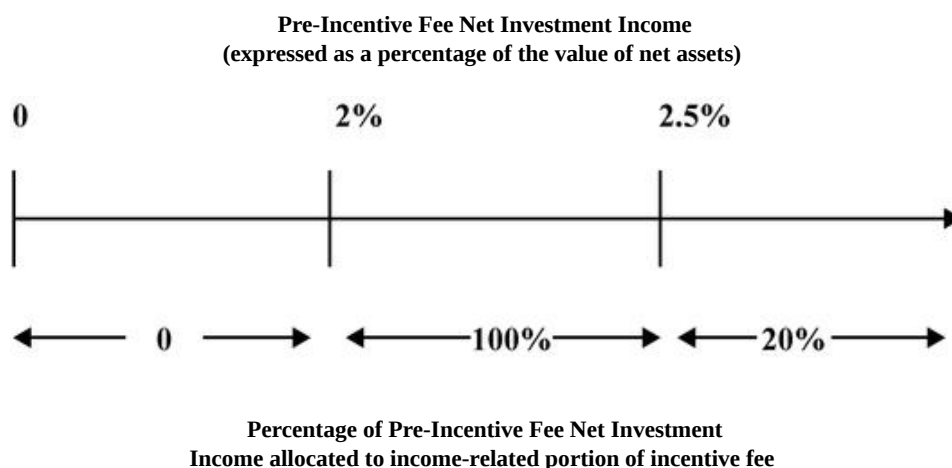 Pre-Incentive Fee Net Investment Income
(expressed as a percentage of the value of net assets)
0 2% 2.5%
0 100% 20%
Percentage of Pre-Incentive Fee Net Investment
Income allocated to income-related portion of incentive fee